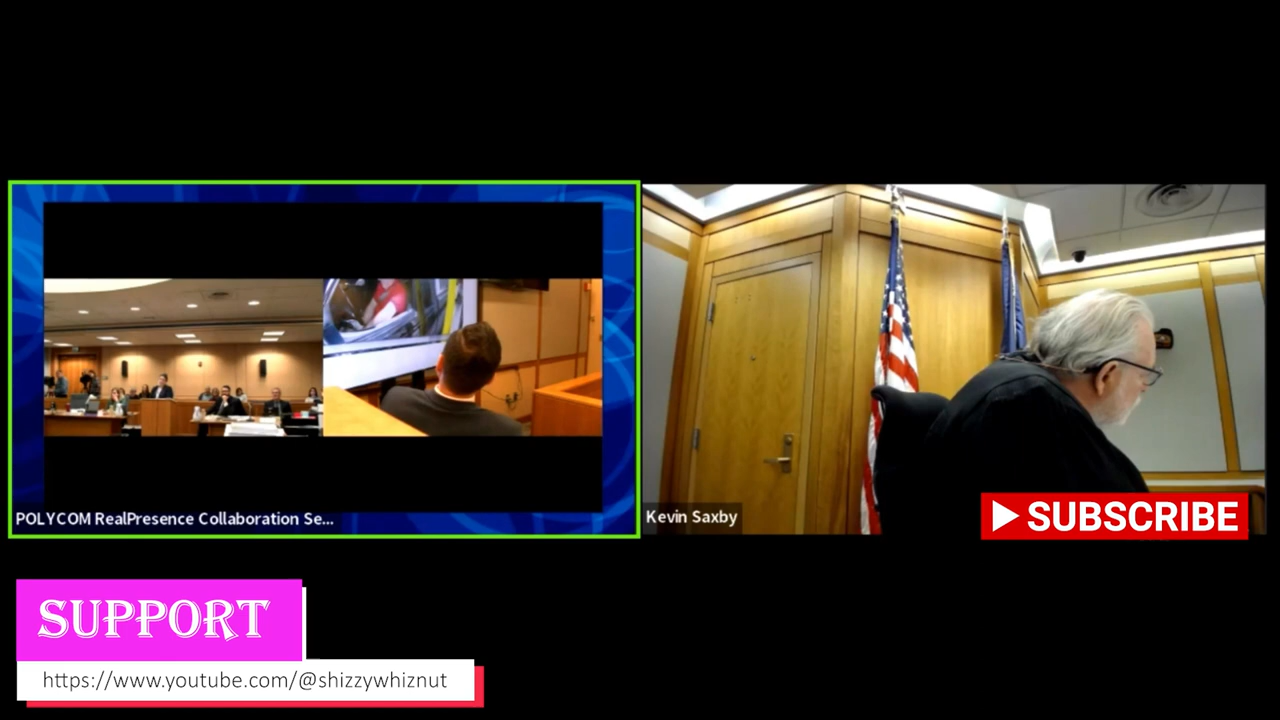 POLYCOM RealPresence Collaboration Se...
Kevin Saxby
SUBSCRIBE
SUPPORT
https://www.youtube.com/@shizzywhiznut